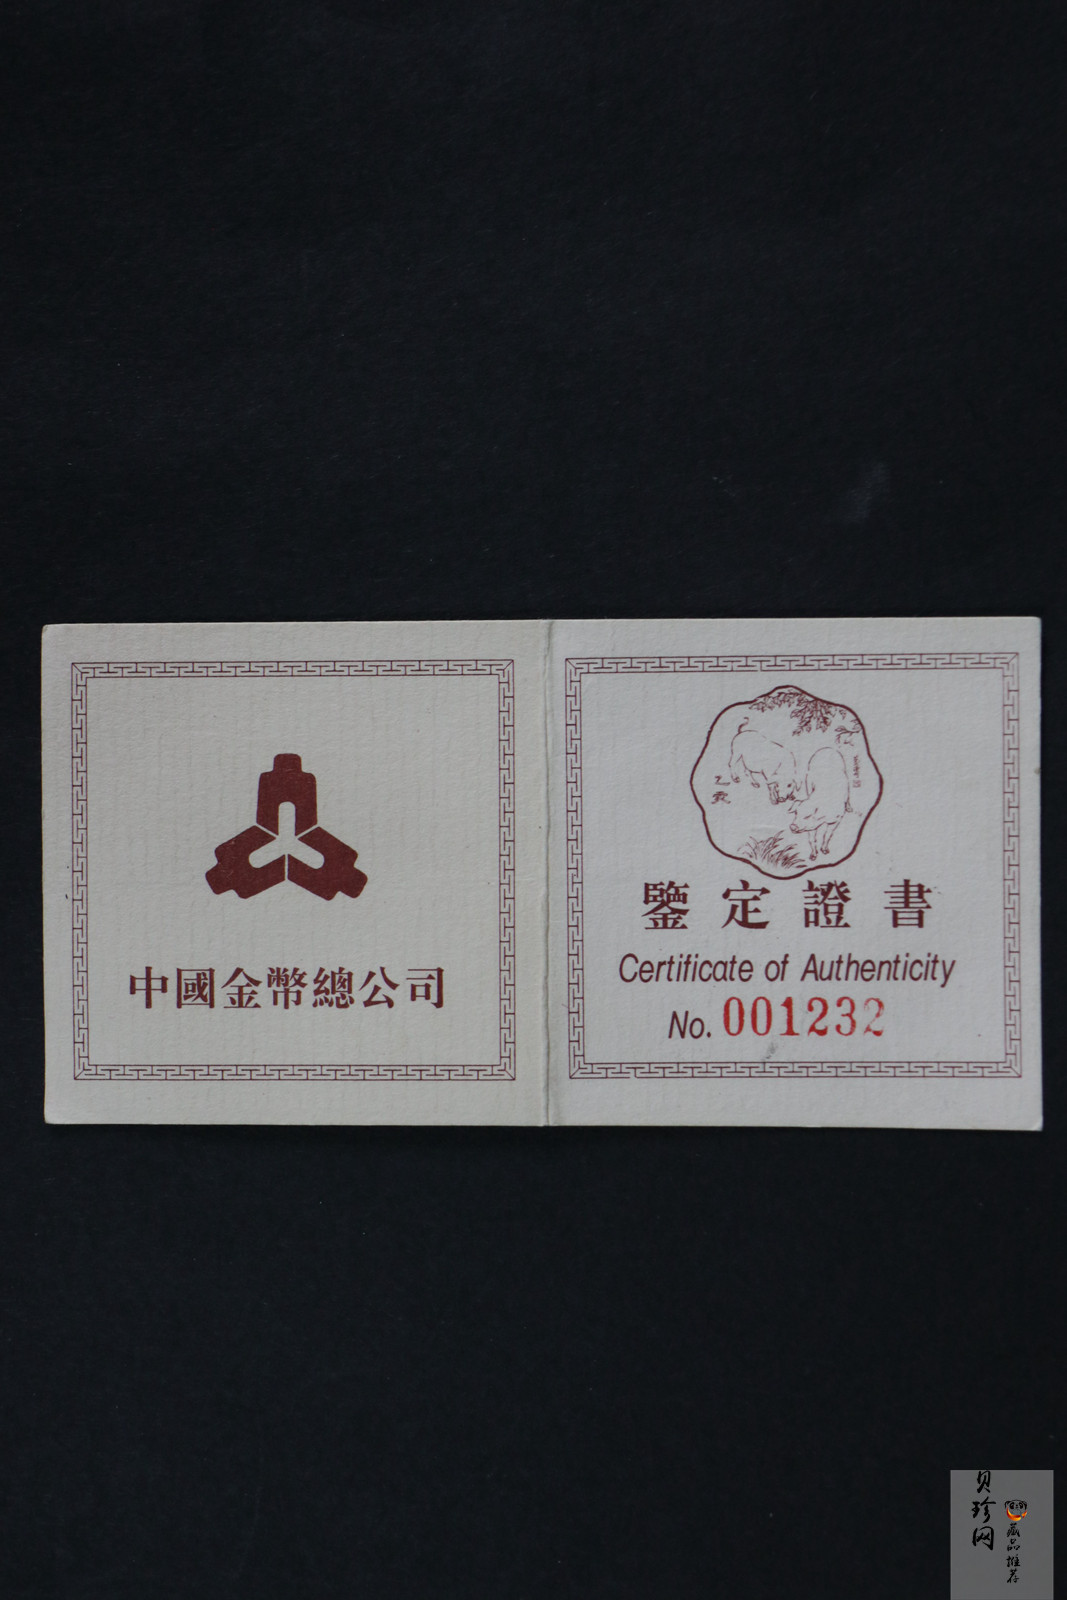 中國金幣總公司
乙亥
鑒定證書
Certificate of Authenticity
No. 001232
贝珍网
藏品推荐